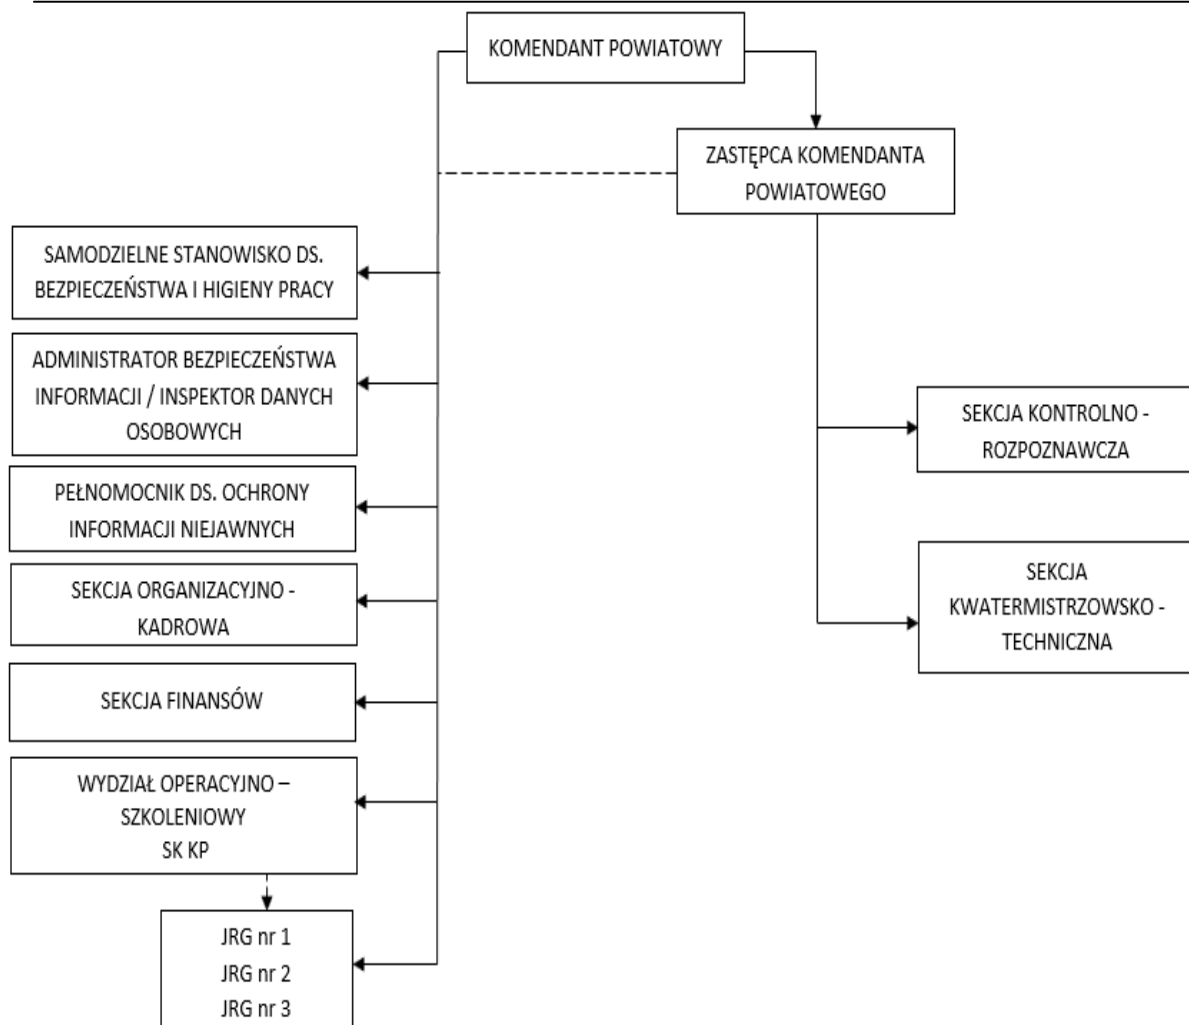 KOMENDANT POWIATOWY
ZASTĘPCA KOMENDANTA
POWIATOWEGO
SAMODZIELNE STANOWISKO DS.
BEZPIECZEŃSTWA I HIGIENY PRACY
ADMINISTRATOR BEZPIECZEŃSTWA
INFORMACJI / INSPEKTOR DANYCH
OSOBOWYCH
PEŁNOMOCNIK DS. OCHRONY
INFORMACJI NIEJAWNYCH
SEKCJA ORGANIZACYJNO -
KADROWA
SEKCJA FINANSÓW
WYDZIAŁ OPERACYJNO –
SZKOLENIOWY
SK KP
JRG nr 1
JRG nr 2
JRG nr 3
SEKCJA KONTROLNO -
ROZPOZNAWCZA
SEKCJA
KWATERMISTRZOWSKO -
TECHNICZNA